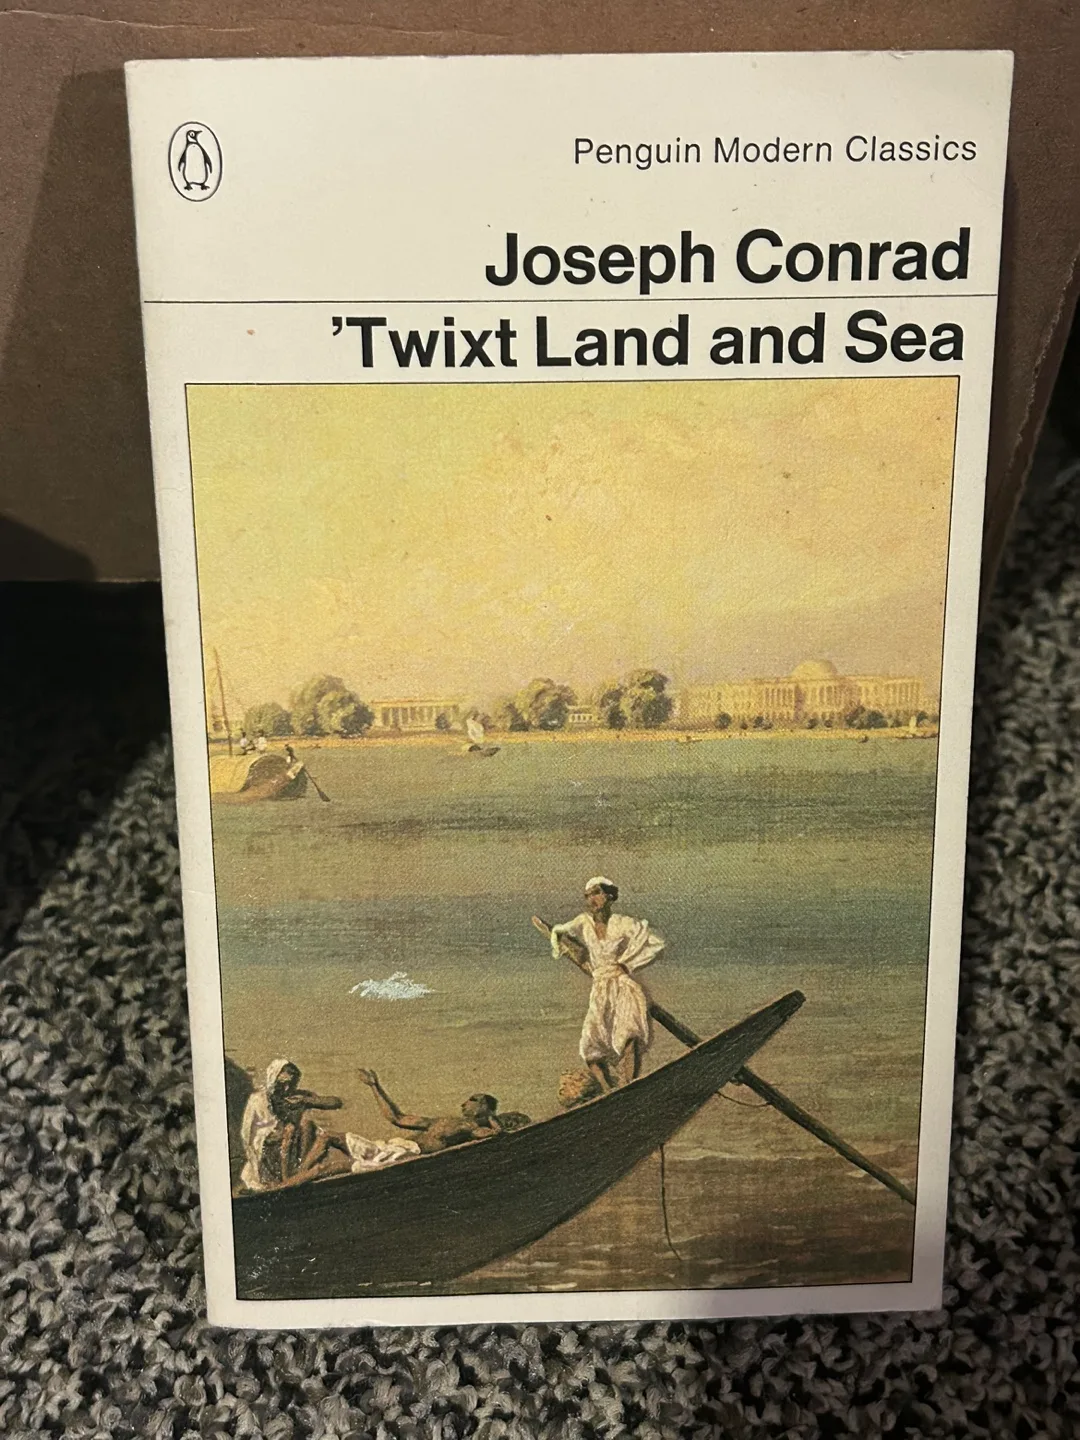 Penguin Modern Classics
Joseph Conrad
’Twixt Land and Sea